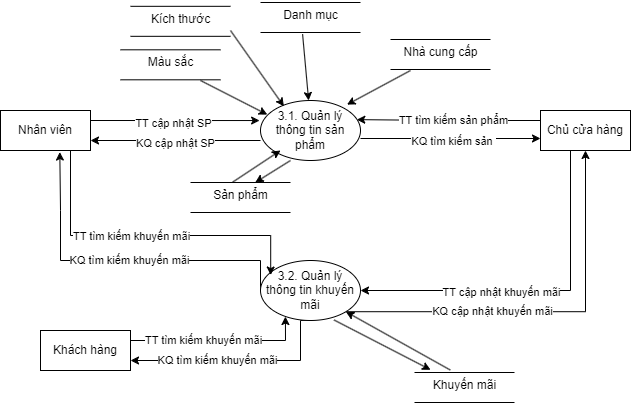 Kích thước
Danh mục
Màu sắc
Nhà cung cấp
Nhân viên
TT cập nhật SP
KQ cập nhật SP
3.1. Quản lý
thông tin sản
phẩm
TT tìm kiếm sản phẩm
KQ tìm kiếm sản
Chủ cửa hàng
Sản phẩm
TT tìm kiếm khuyến mãi
KQ tìm kiếm khuyến mãi
3.2. Quản lý
thông tin khuyến
mãi
TT cập nhật khuyến mãi
KQ cập nhật khuyến mãi
Khách hàng
TT tìm kiếm khuyến mãi
KQ tìm kiếm khuyến mãi
Khuyến mãi